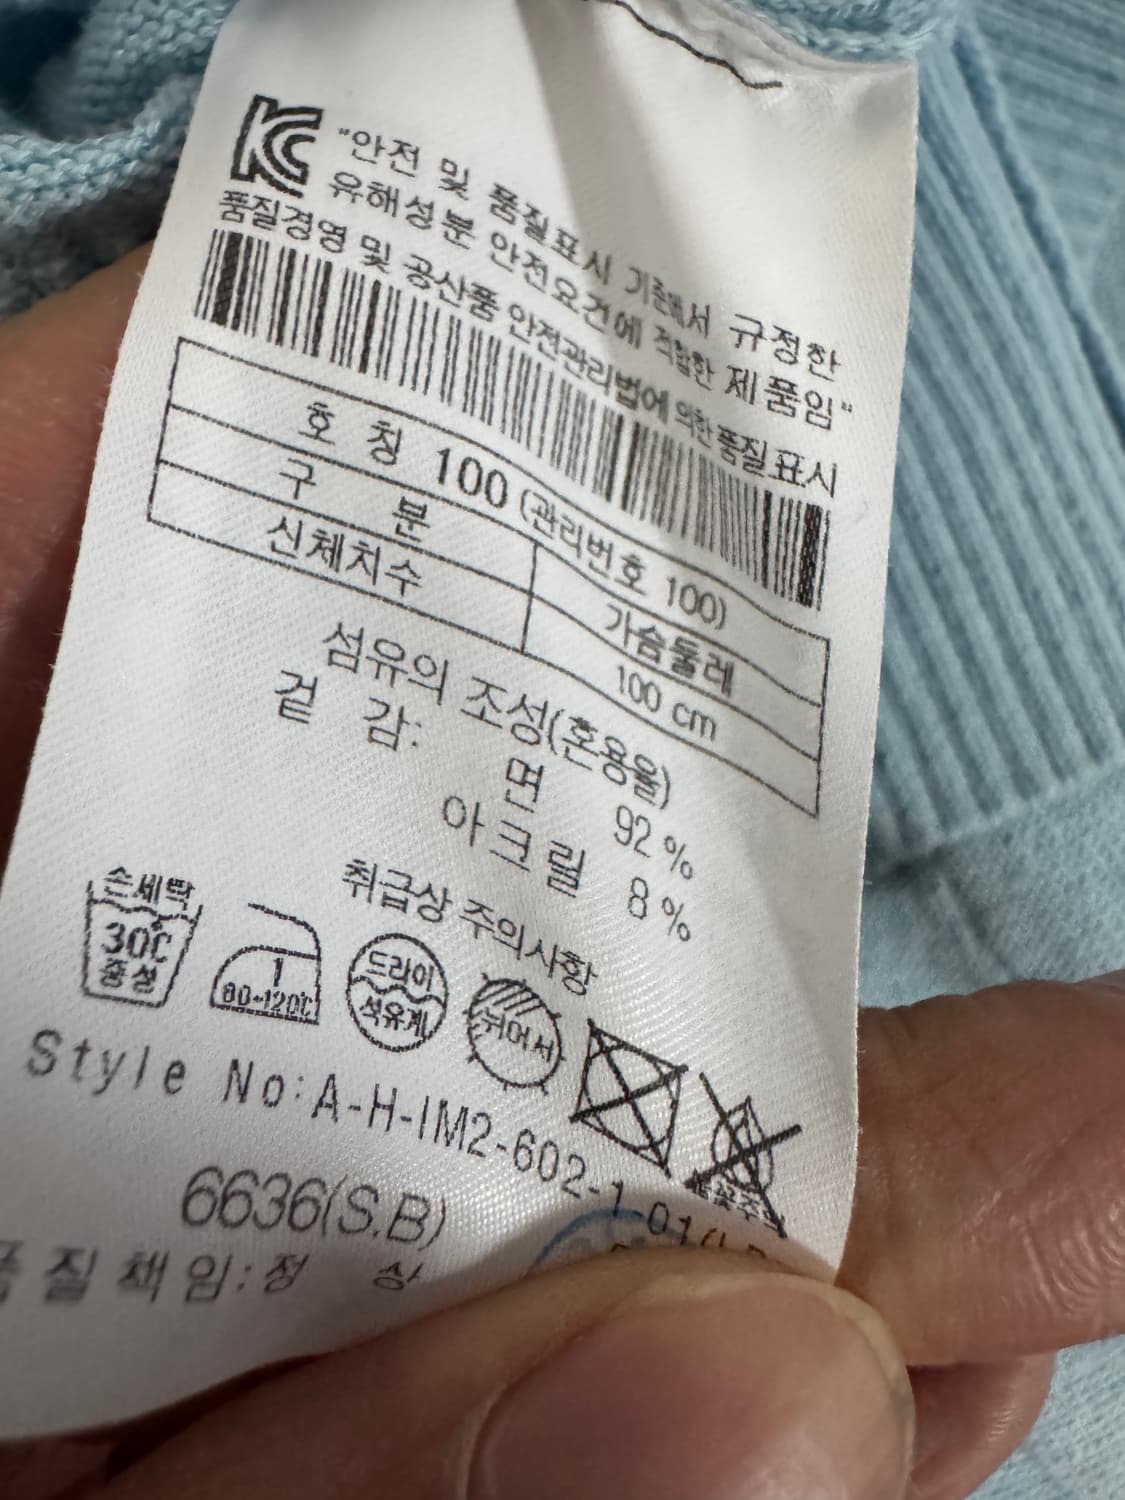 "안전 및 품질표시 기준에서 규정한
유해성분 안전요건에 적합한 제품임"
품질경영 및 공산품 안전관리법에 의한 품질표시
호 칭 100 (관리번호 100)
구 분 가슴둘레
신체치수 100 cm
섬유의 조성(혼용율)
겉 감:
면 92 %
아크릴 8 %
취급상 주의사항
손세탁
30℃
중성
1
80~120℃
드라이
석유계
뉘어서
Style No:A-H-IM2-602-1
6636(S.B)
품질책임:정 상